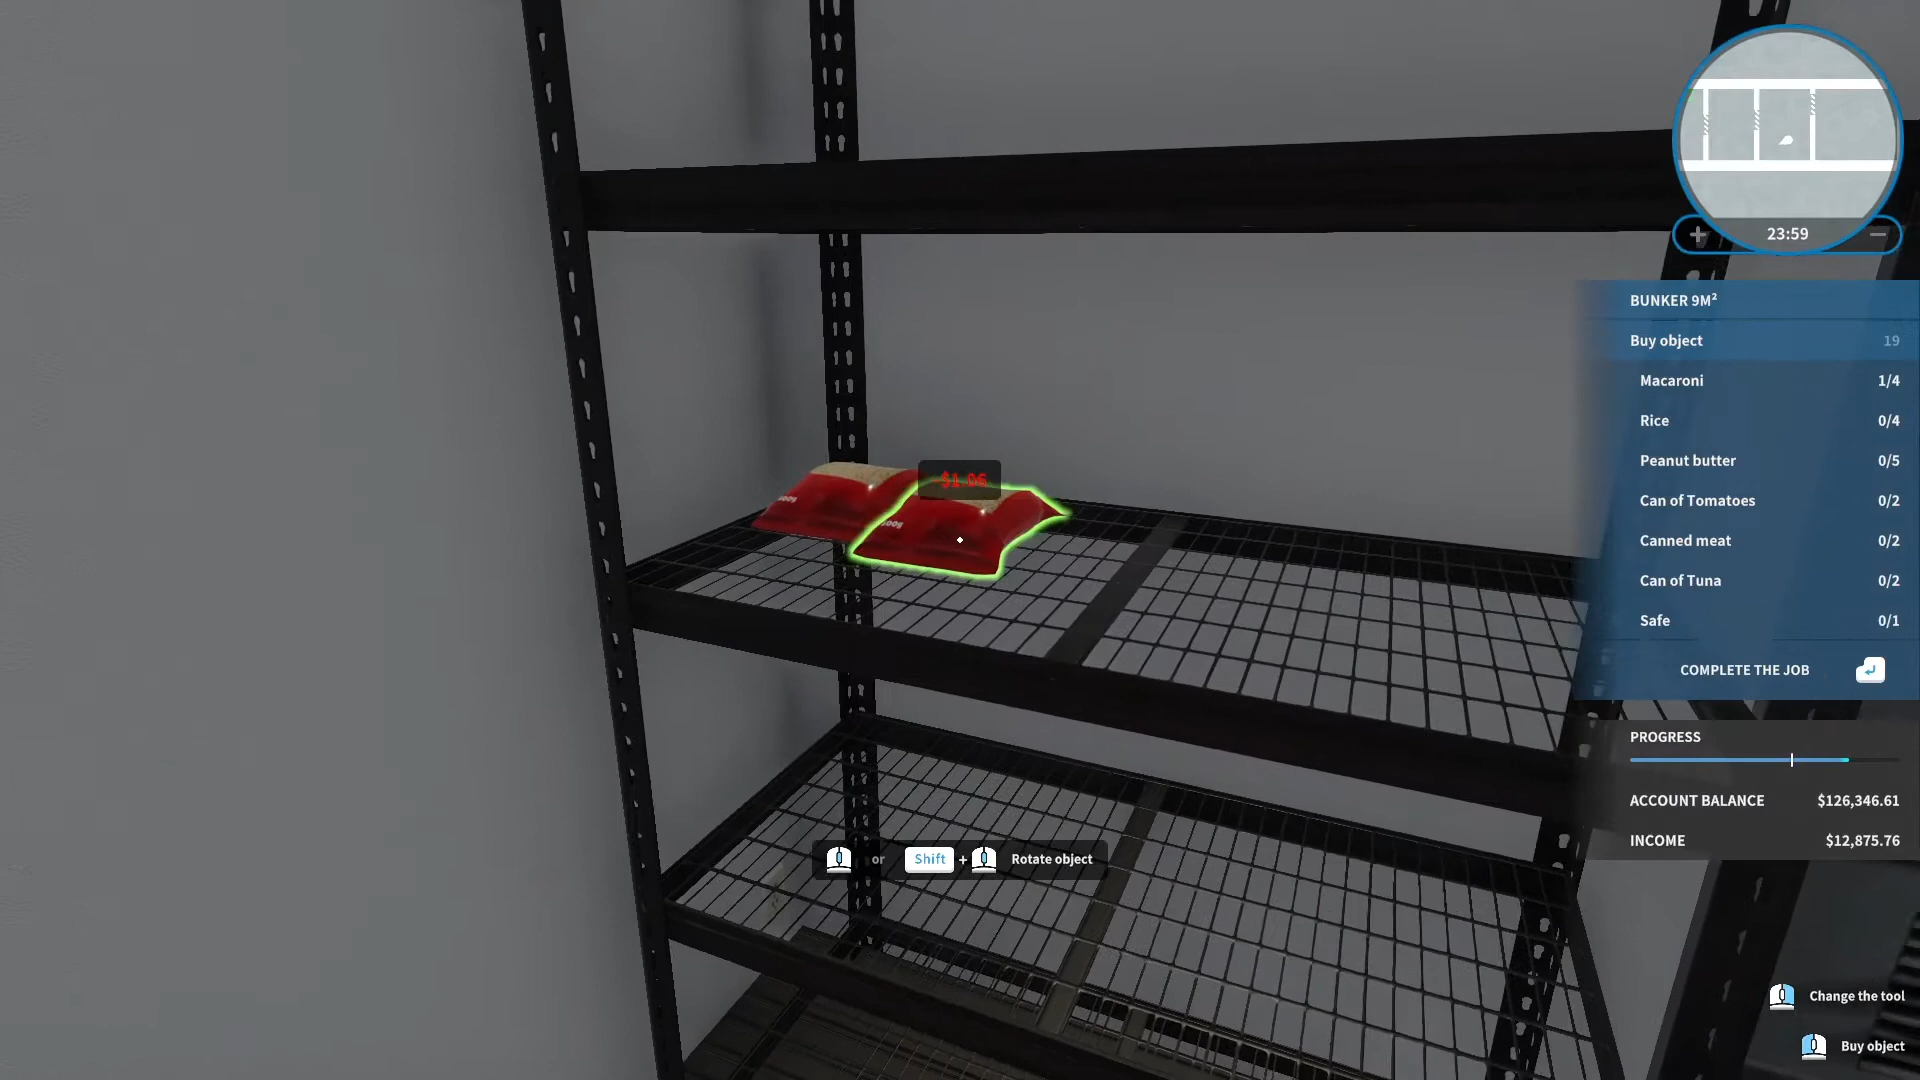 23:59
BUNKER 9M²
Buy object 19
Macaroni 1/4
Rice 0/4
Peanut butter 0/5
Can of Tomatoes 0/2
Canned meat 0/2
Can of Tuna 0/2
Safe 0/1
COMPLETE THE JOB
PROGRESS
ACCOUNT BALANCE $126,346.61
INCOME $12,875.76
-$1.06
or Shift + Rotate object
Change the tool
Buy object